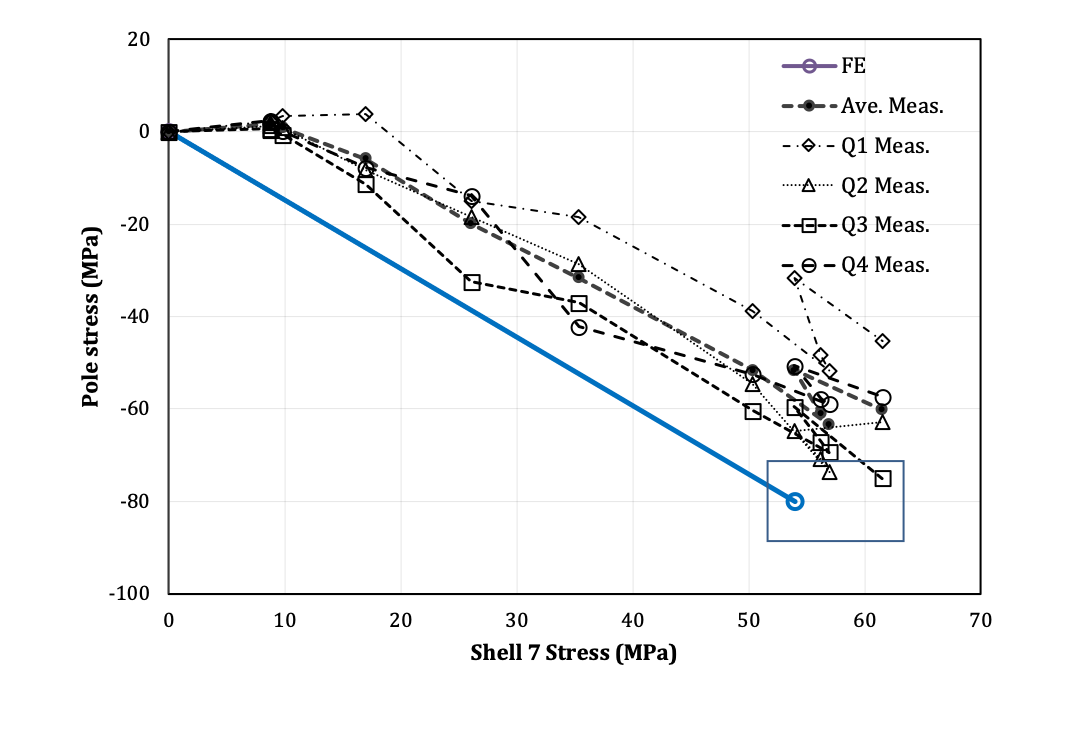 20
0
-20
-40
-60
-80
-100
Pole stress (MPa)
FE
Ave. Meas.
Q1 Meas.
Q2 Meas.
Q3 Meas.
Q4 Meas.
0 10 20 30 40 50 60 70
Shell 7 Stress (MPa)